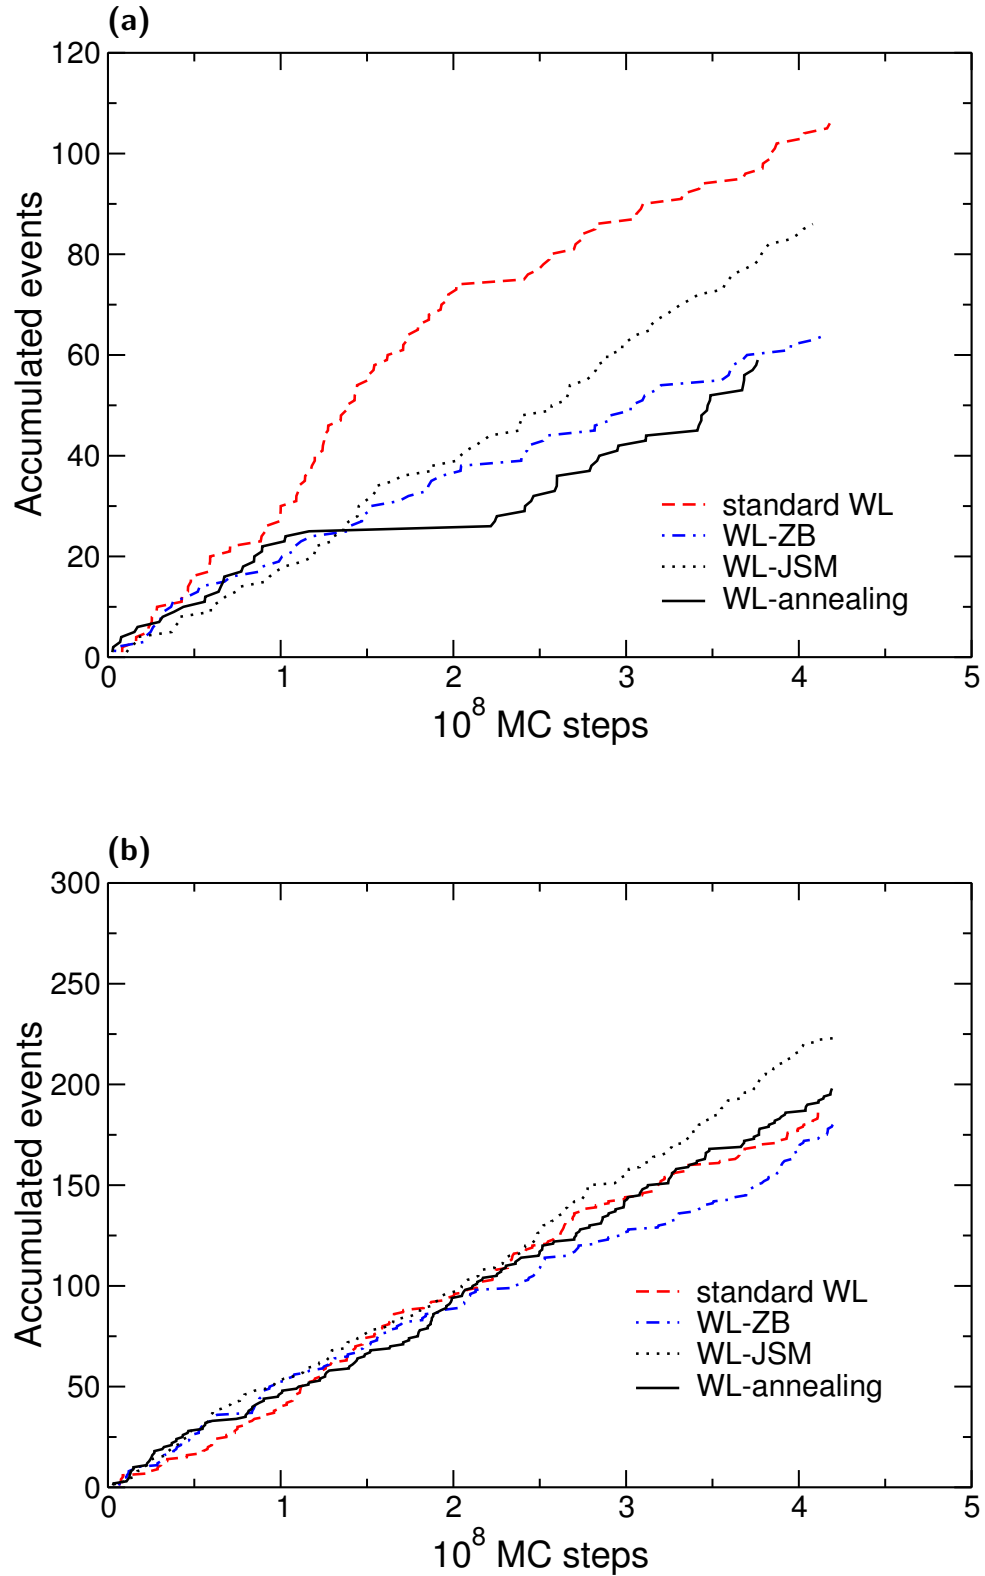 (a)
120
100
80
60
40
20
0
Accumulated events
standard WL
WL-ZB
WL-JSM
WL-annealing
0 1 2 3 4 5
10⁸ MC steps
(b)
300
250
200
150
100
50
0
Accumulated events
standard WL
WL-ZB
WL-JSM
WL-annealing
0 1 2 3 4 5
10⁸ MC steps